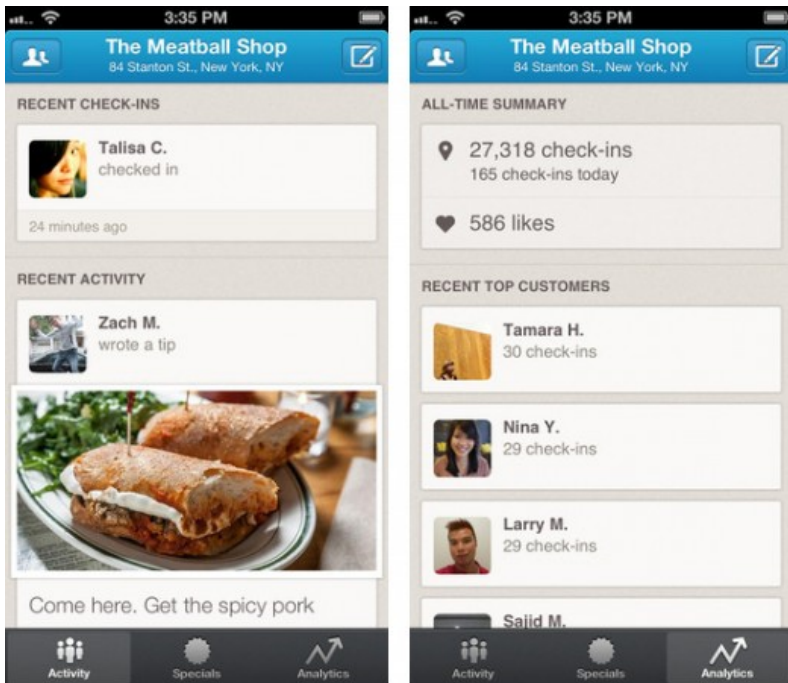 3:35 PM
The Meatball Shop
84 Stanton St., New York, NY
RECENT CHECK-INS
Talisa C.
checked in
24 minutes ago
RECENT ACTIVITY
Zach M.
wrote a tip
Come here. Get the spicy pork
Activity
Specials
Analytics
3:35 PM
The Meatball Shop
84 Stanton St., New York, NY
ALL-TIME SUMMARY
27,318 check-ins
165 check-ins today
586 likes
RECENT TOP CUSTOMERS
Tamara H.
30 check-ins
Nina Y.
29 check-ins
Larry M.
29 check-ins
Sajid M.
Activity
Specials
Analytics